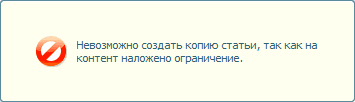 Невозможно создать копию статьи, так как на
контент наложено ограничение.